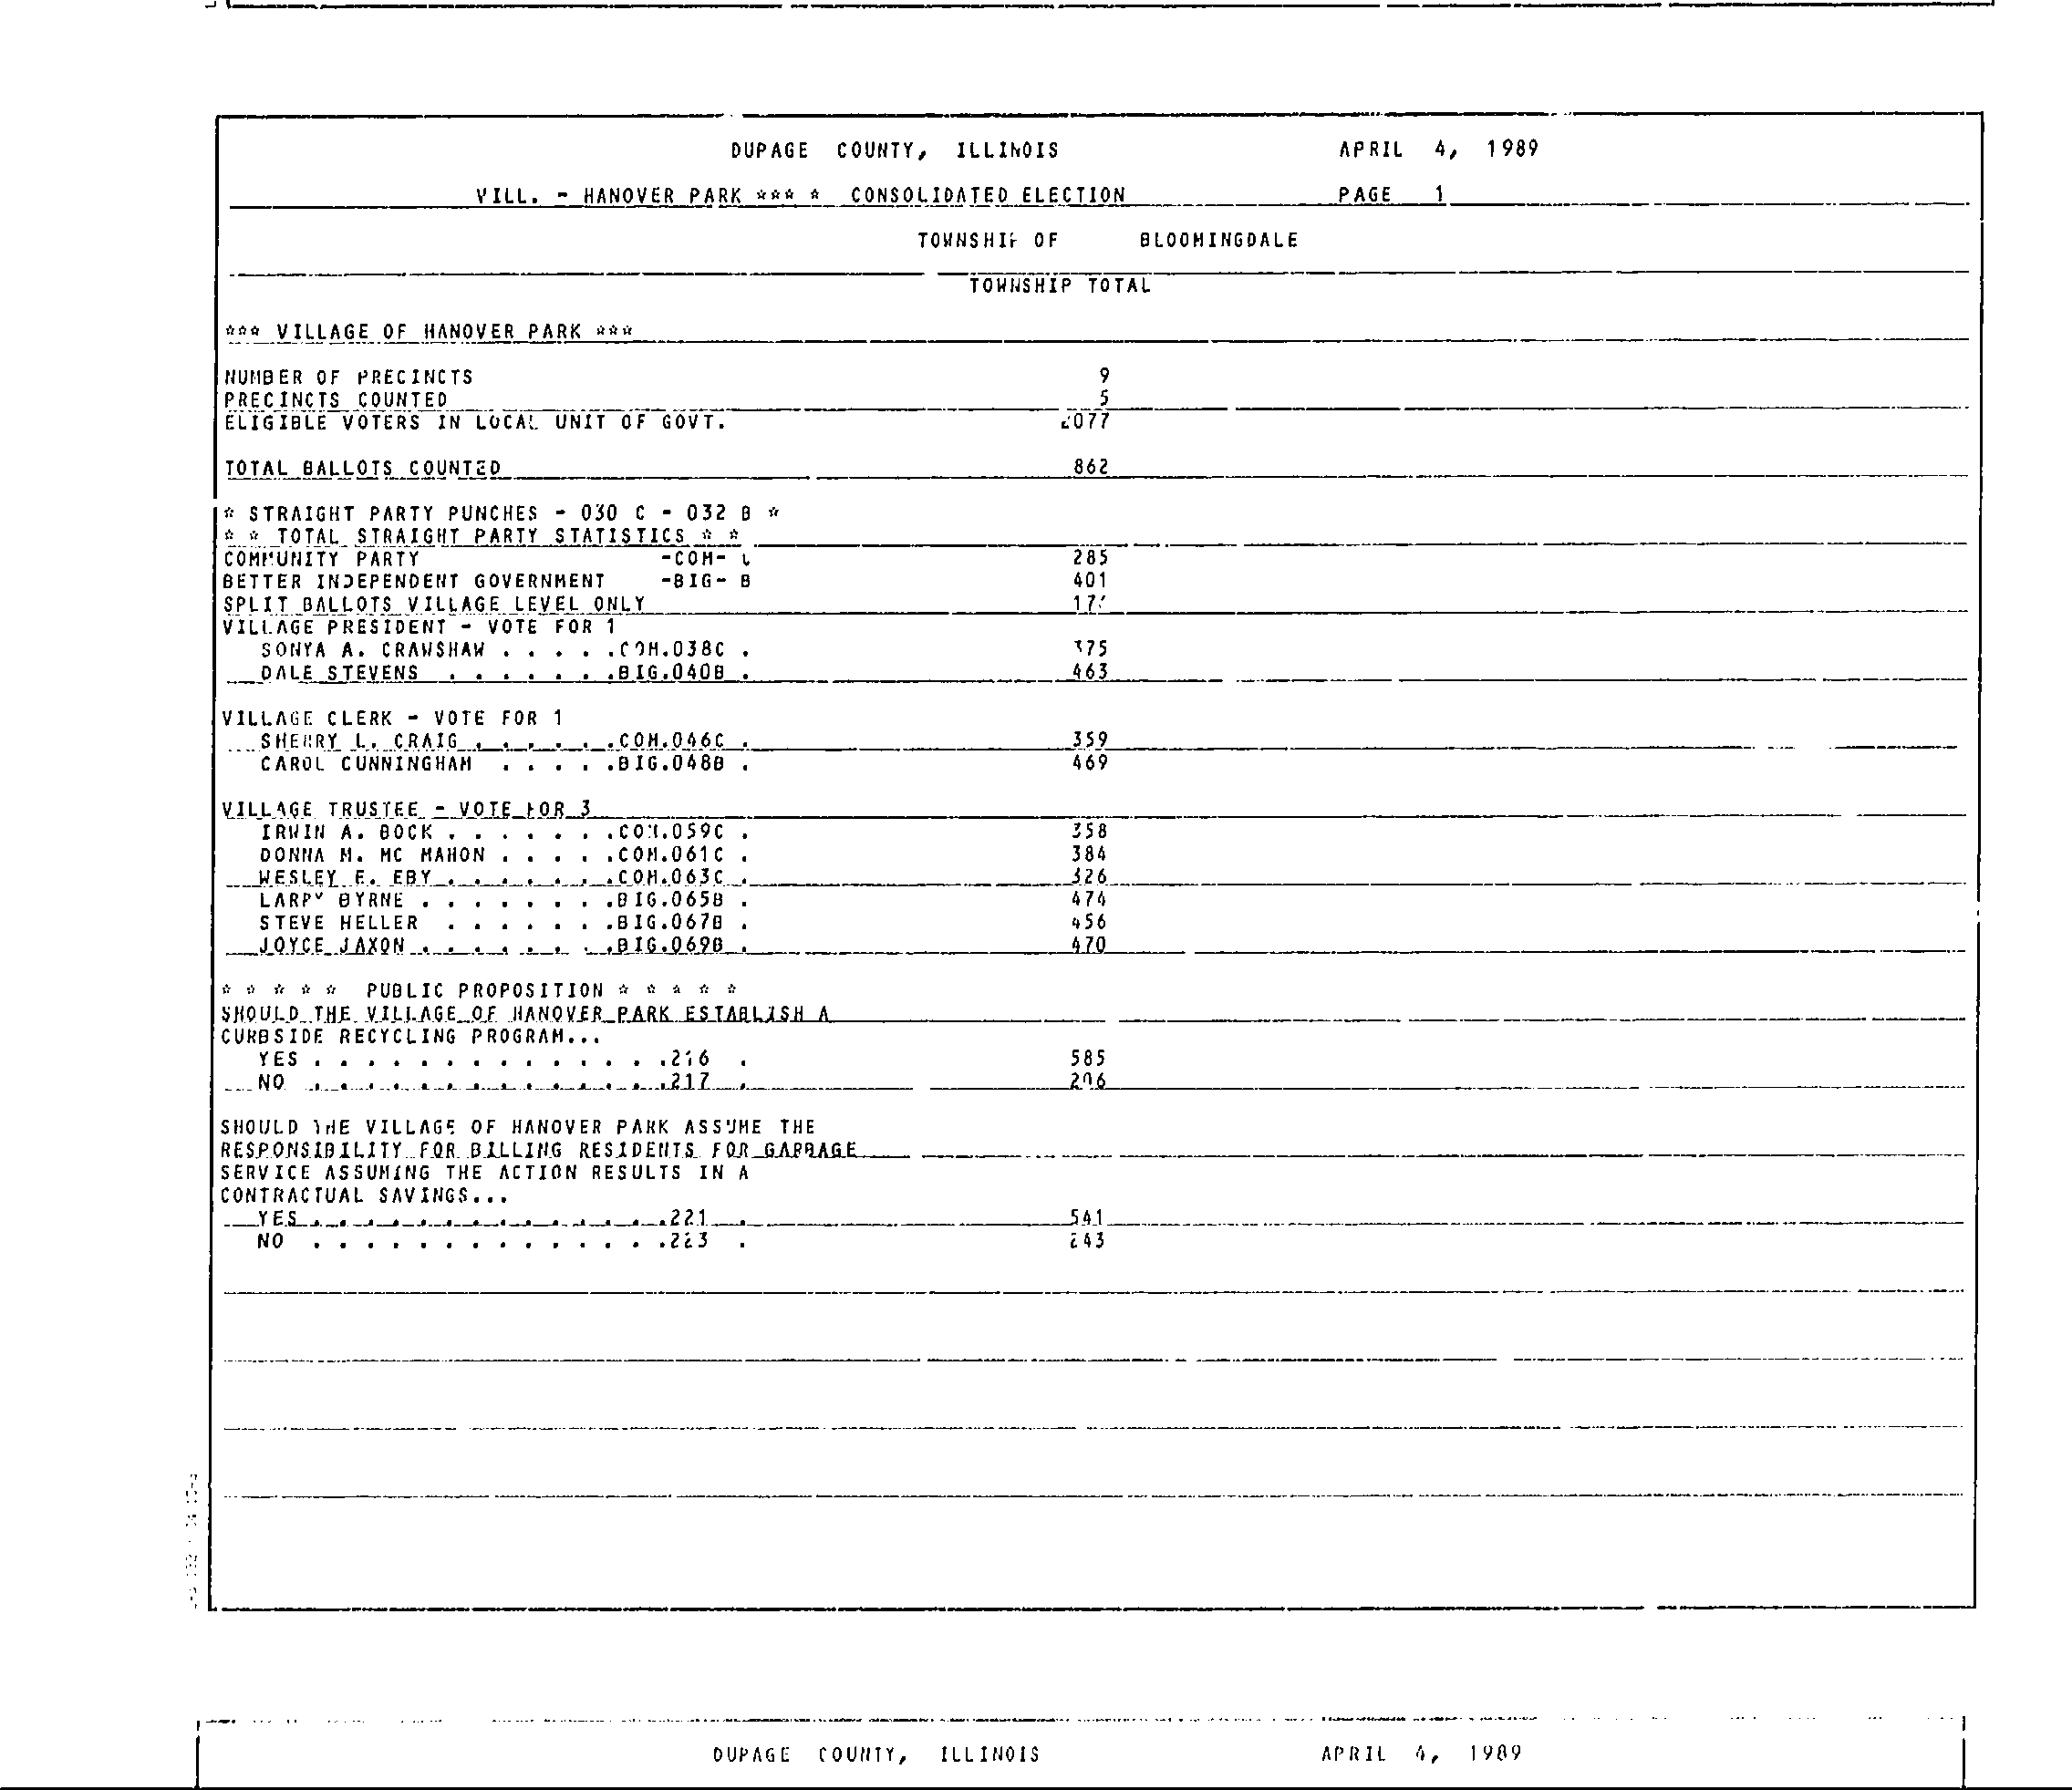 DUPAGE COUNTY, ILLINOIS APRIL 4, 1989
VILL. - HANOVER PARK *** * CONSOLIDATED ELECTION PAGE 1
TOWNSHIP OF BLOOMINGDALE
TOWNSHIP TOTAL
*** VILLAGE OF HANOVER PARK ***
NUMBER OF PRECINCTS 9
PRECINCTS COUNTED 5
ELIGIBLE VOTERS IN LOCAL UNIT OF GOVT. 2077
TOTAL BALLOTS COUNTED 862
* STRAIGHT PARTY PUNCHES - 030 C - 032 B *
* * TOTAL STRAIGHT PARTY STATISTICS * *
COMMUNITY PARTY -COM- C 285
BETTER INDEPENDENT GOVERNMENT -BIG- B 401
SPLIT BALLOTS VILLAGE LEVEL ONLY
VILLAGE PRESIDENT - VOTE FOR 1
SONYA A. CRAWSHAW . . . . .COM.038C . 375
DALE STEVENS . . . . . . .BIG.040B . 463
VILLAGE CLERK - VOTE FOR 1
SHERRY L. CRAIG . . . . . .COM.046C . 359
CAROL CUNNINGHAM . . . . .BIG.048B . 469
VILLAGE TRUSTEE - VOTE FOR 3
IRWIN A. BOCK . . . . . . .COM.059C . 358
DONNA M. MC MAHON . . . . .COM.061C . 384
WESLEY E. EBY . . . . . . .COM.063C . 326
LARRY BYRNE . . . . . . . .BIG.065B . 474
STEVE HELLER . . . . . . .BIG.067B . 456
JOYCE JAXON . . . . . . . .BIG.069B . 470
* * * * * PUBLIC PROPOSITION * * * * *
SHOULD THE VILLAGE OF HANOVER PARK ESTABLISH A
CURBSIDE RECYCLING PROGRAM...
YES . . . . . . . . . . . . . .216 . 585
NO . . . . . . . . . . . . . .217 . 206
SHOULD THE VILLAGE OF HANOVER PARK ASSUME THE
RESPONSIBILITY FOR BILLING RESIDENTS FOR GARBAGE
SERVICE ASSUMING THE ACTION RESULTS IN A
CONTRACTUAL SAVINGS...
YES . . . . . . . . . . . . . .221 . 541
NO . . . . . . . . . . . . . .223 . 243
DUPAGE COUNTY, ILLINOIS APRIL 4, 1989